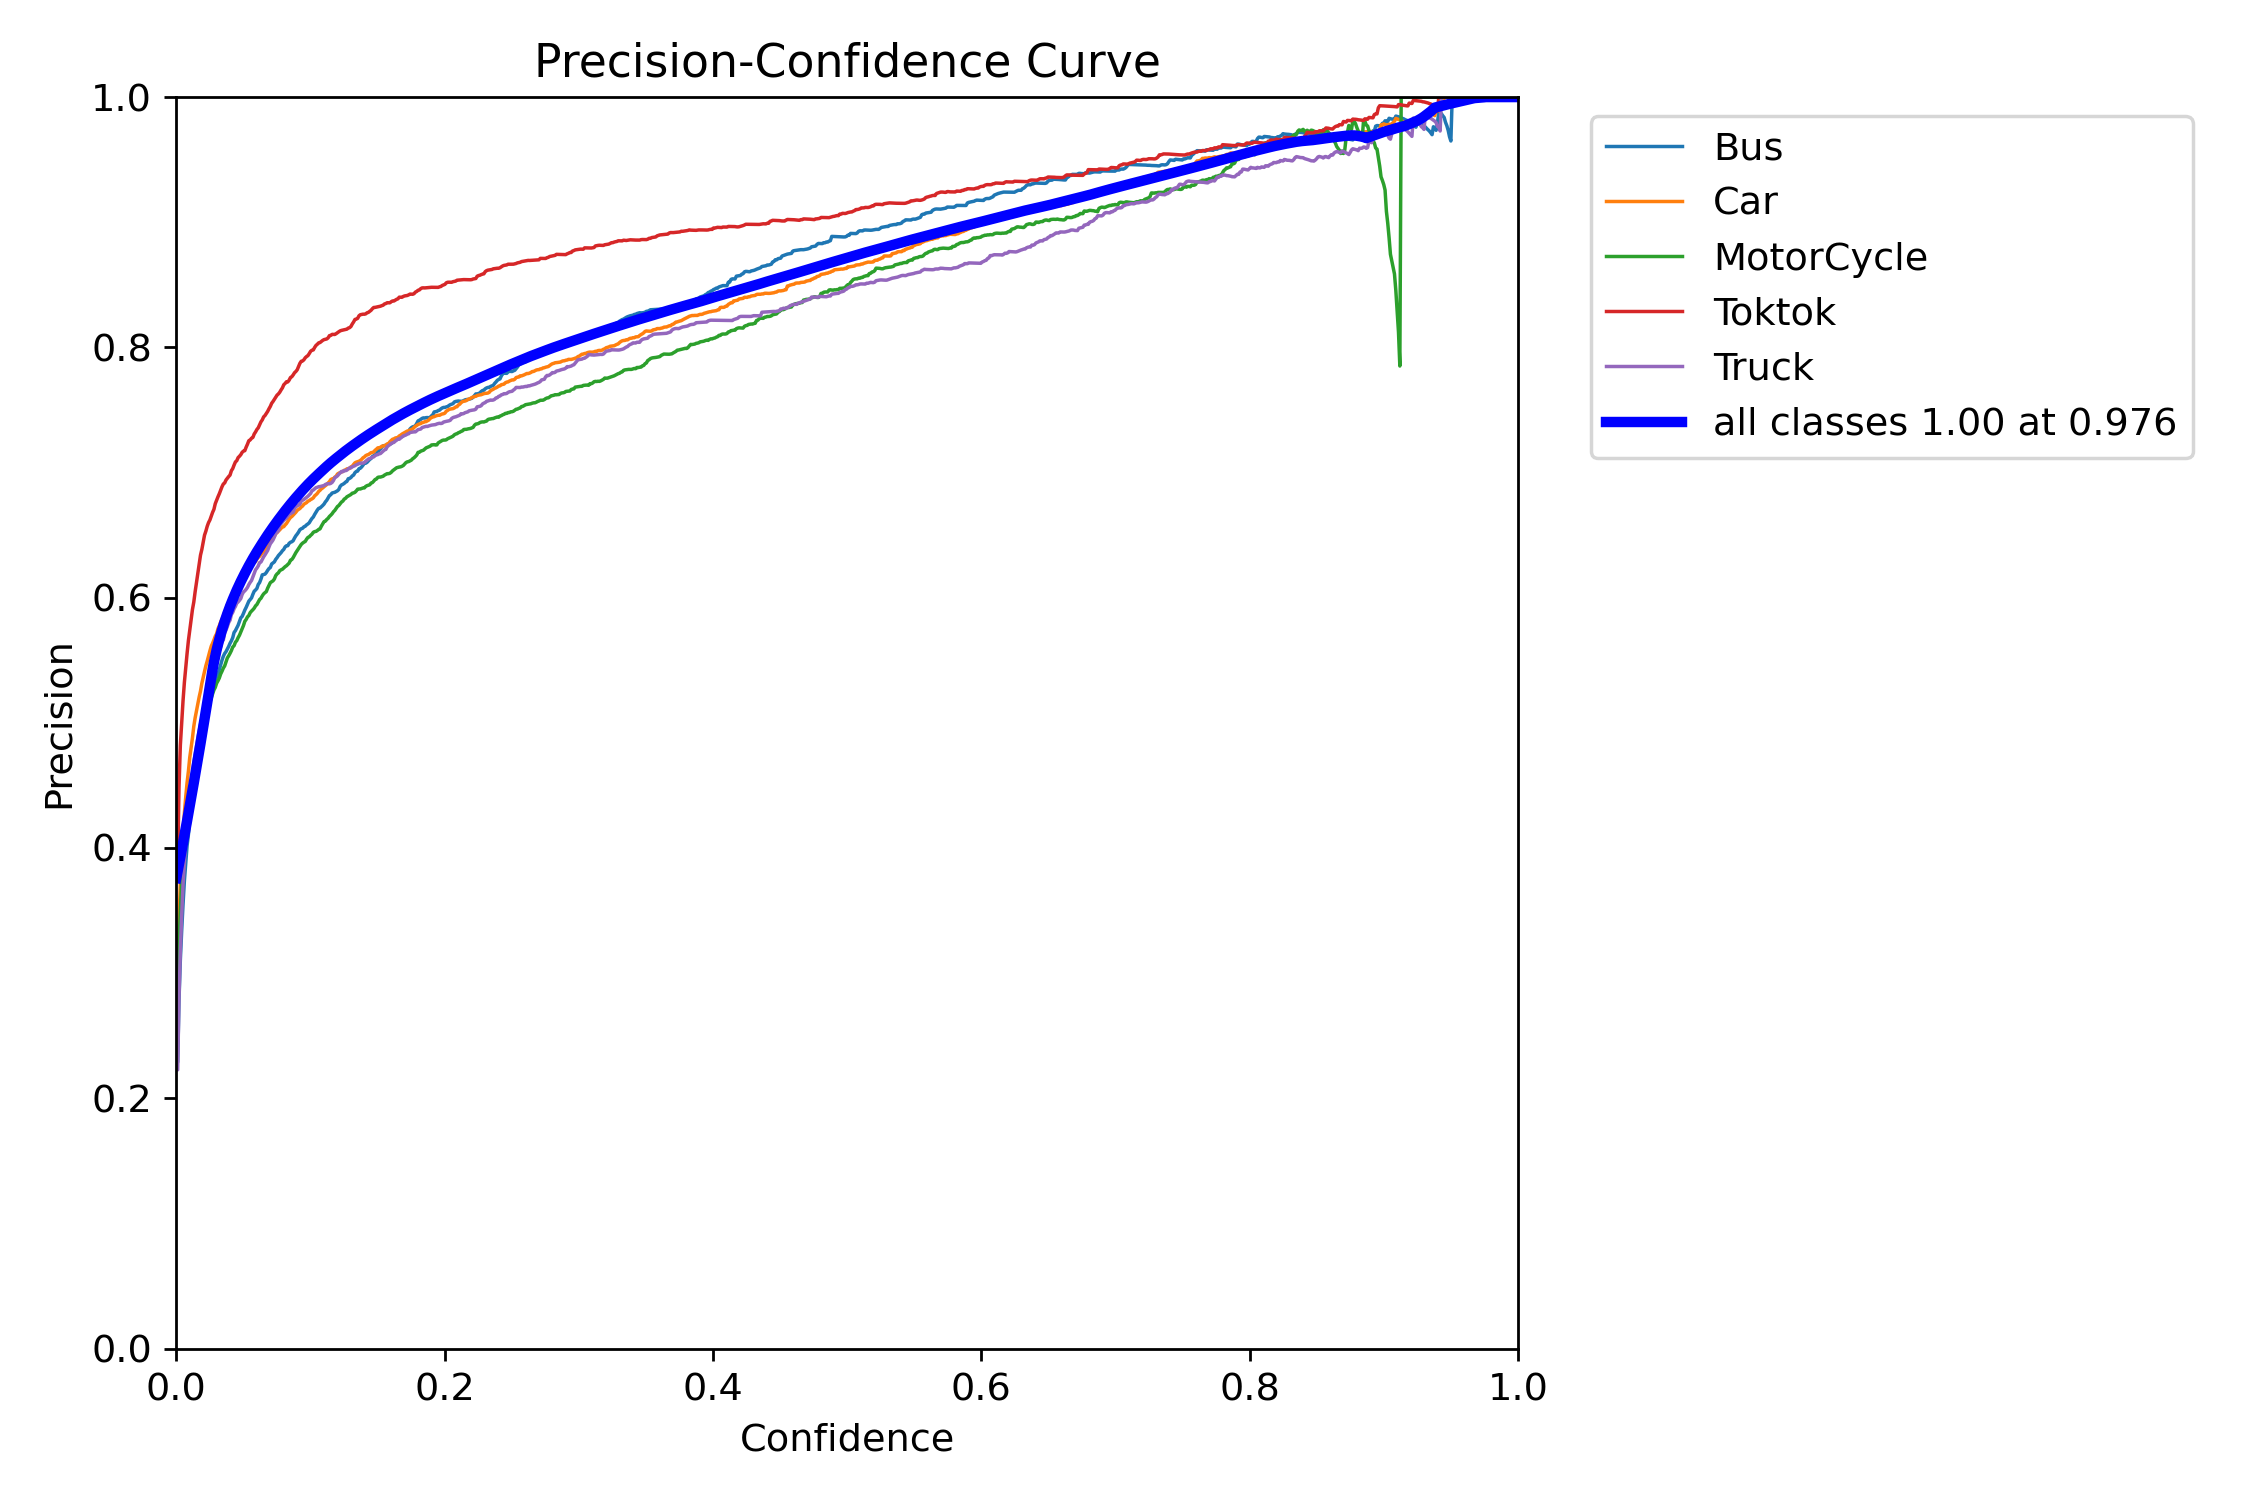 Precision-Confidence Curve
1.0
0.8
0.6
0.4
0.2
0.0
Precision
0.0 0.2 0.4 0.6 0.8 1.0
Confidence
Bus
Car
MotorCycle
Toktok
Truck
all classes 1.00 at 0.976